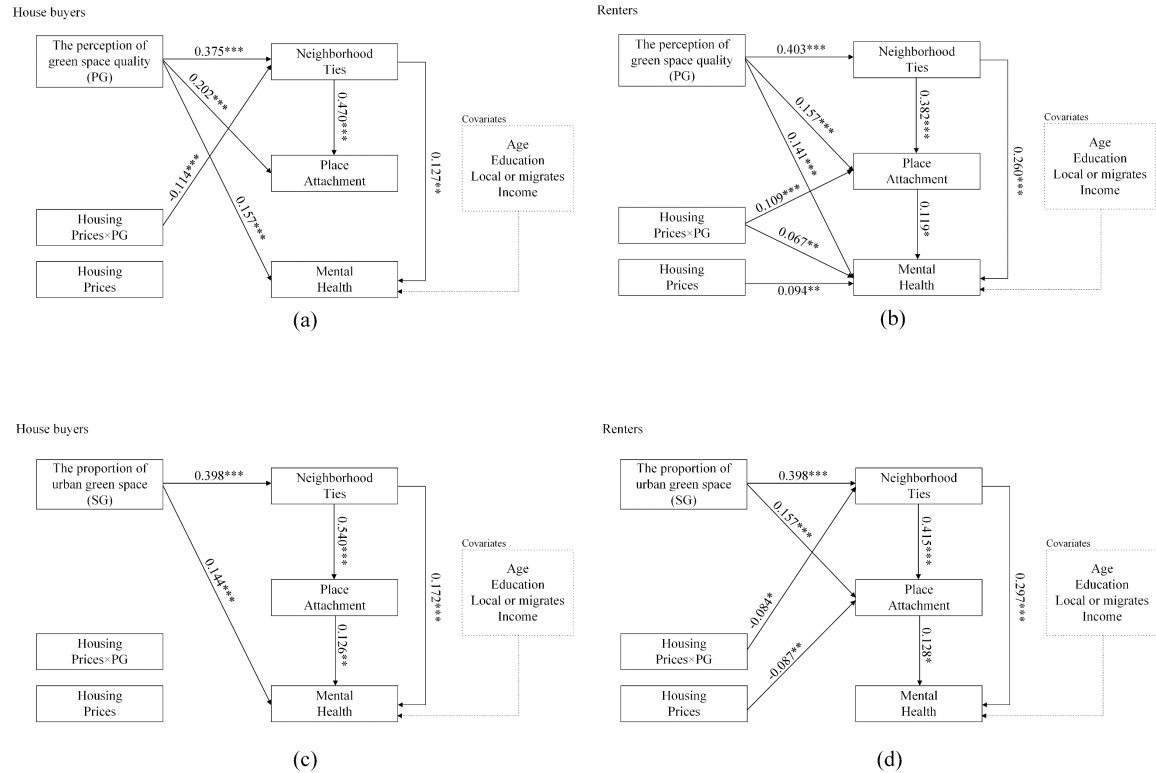 House buyers
The perception of
green space quality
(PG)
0.375***
Neighborhood
Ties
0.202***
0.470***
-0.114***
0.157***
0.127**
Place
Attachment
Covariates
Age
Education
Local or migrates
Income
Housing
Prices×PG
Housing
Prices
Mental
Health
(a)
Renters
The perception of
green space quality
(PG)
0.403***
Neighborhood
Ties
0.157***
0.382***
0.141***
0.260***
Place
Attachment
Covariates
Age
Education
Local or migrates
Income
0.109***
0.119*
Housing
Prices×PG
0.067**
Housing
Prices
0.094**
Mental
Health
(b)
House buyers
The proportion of
urban green space
(SG)
0.398***
Neighborhood
Ties
0.540***
0.144***
0.172***
Place
Attachment
Covariates
Age
Education
Local or migrates
Income
0.126**
Housing
Prices×PG
Housing
Prices
Mental
Health
(c)
Renters
The proportion of
urban green space
(SG)
0.398***
Neighborhood
Ties
0.157***
0.415***
0.297***
Place
Attachment
Covariates
Age
Education
Local or migrates
Income
-0.084*
-0.087**
0.128*
Housing
Prices×PG
Housing
Prices
Mental
Health
(d)